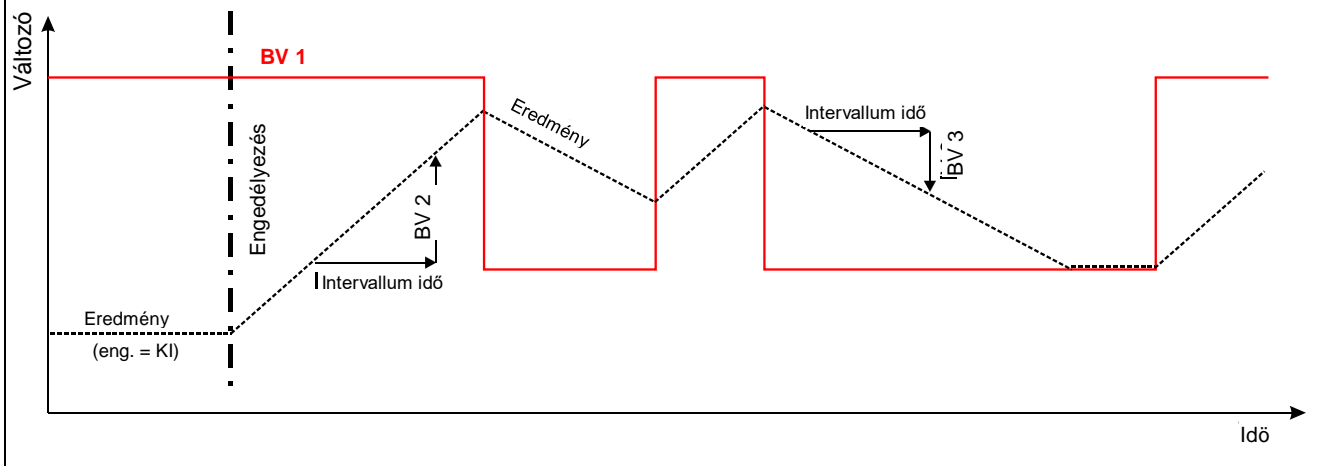 Változó
BV 1
Engedélyezés
Eredmény
Intervallum idő
BV 3
BV 2
Intervallum idő
Eredmény
(eng. = KI)
Idö